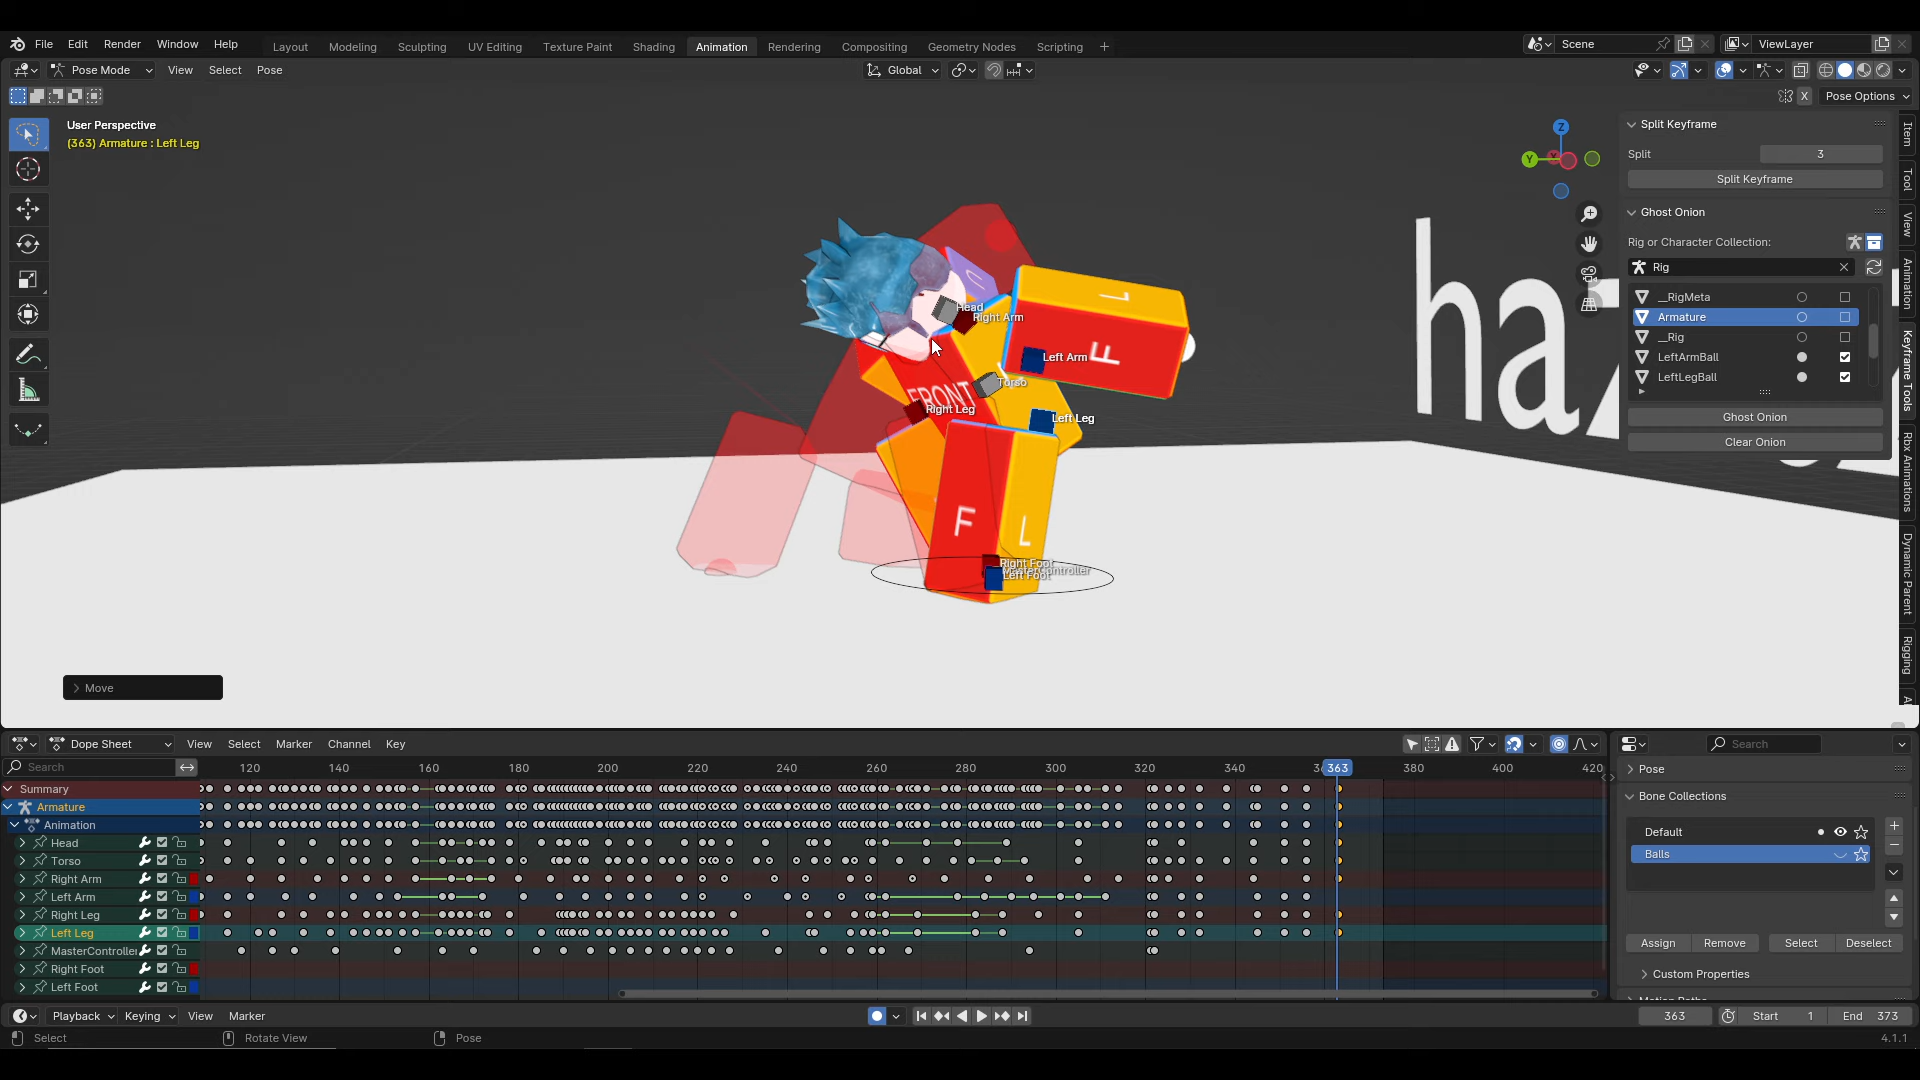 File Edit Render Window Help
Layout Modeling Sculpting UV Editing Texture Paint Shading Animation Rendering Compositing Geometry Nodes Scripting +
Scene
ViewLayer
Pose Mode View Select Pose
Global
X Pose Options
User Perspective
(363) Armature : Left Leg
Z
Y
Split Keyframe
Split 3
Split Keyframe
Ghost Onion
Rig or Character Collection:
Rig
__RigMeta
Armature
__Rig
LeftArmBall
LeftLegBall
Ghost Onion
Clear Onion
Item
Tool
View
Animation
Keyframe Tools
Rbx Animations
Dynamic Parent
Rigging
A
Head
Right Arm
Left Arm
Torso
Right Leg
Left Leg
FRONT
L
F
F
L
Right Foot
MasterController
Left Foot
ha
Move
Dope Sheet View Select Marker Channel Key
Search
120 140 160 180 200 220 240 260 280 300 320 340 363 380 400 420
Summary
Armature
Animation
Head
Torso
Right Arm
Left Arm
Right Leg
Left Leg
MasterController
Right Foot
Left Foot
Search
Pose
Bone Collections
Default
Balls
Assign Remove Select Deselect
Custom Properties
Motion Paths
Playback Keying View Marker
363 Start 1 End 373
Select Rotate View Pose
4.1.1